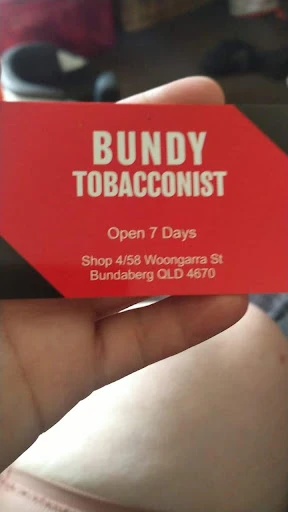 BUNDY
TOBACCONIST
Open 7 Days
Shop 4/58 Woongarra St
Bundaberg QLD 4670